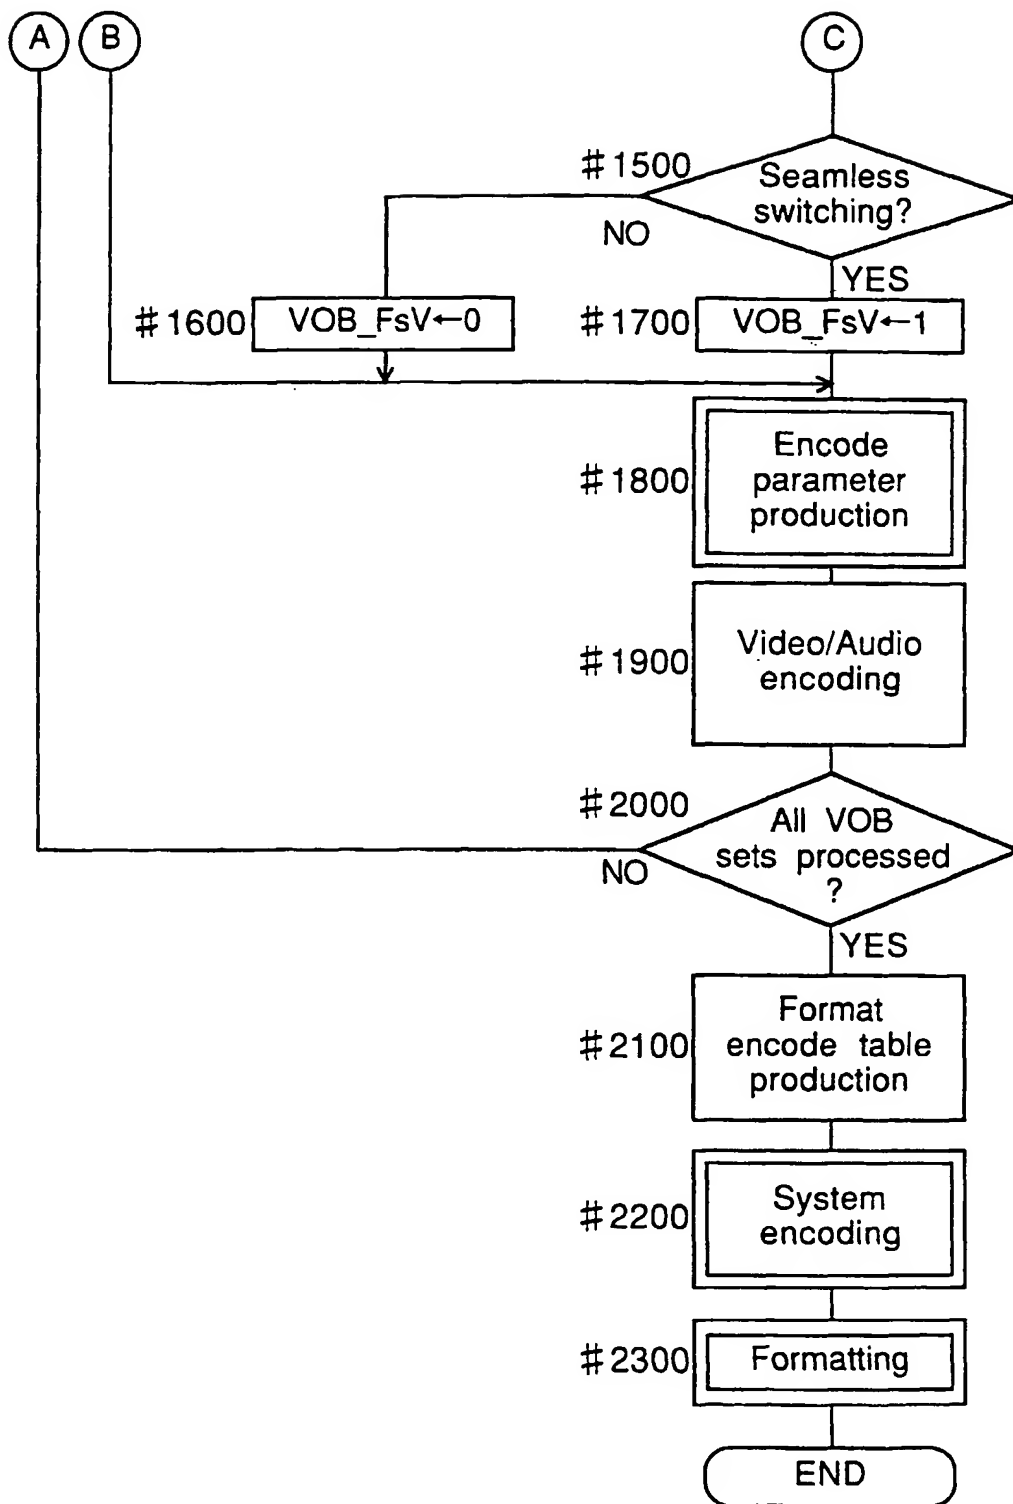 A B C
#1500
Seamless
switching?
NO
YES
#1600
VOB_FsV←0
#1700
VOB_FsV←1
#1800
Encode
parameter
production
#1900
Video/Audio
encoding
#2000
All VOB
sets processed
?
NO
YES
#2100
Format
encode table
production
#2200
System
encoding
#2300
Formatting
END